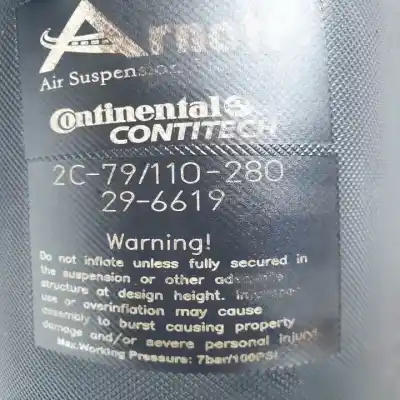 Arnott
Air Suspension
Continental
CONTITECH
2C-79/110-280
29-6619
Warning!
Do not inflate unless fully secured in
the suspension or other
structure at design height.
use or overinflation may cause
assembly to burst causing property
damage and/or severe personal injury.
Max.Working Pressure: 7bar/100PSI